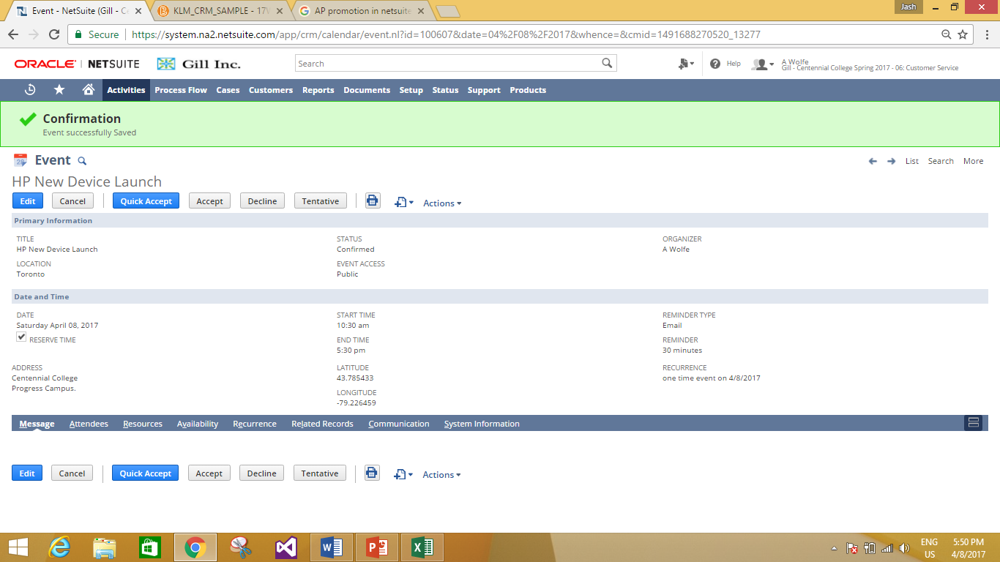 Event - NetSuite (Gill - Ce
KLM_CRM_SAMPLE - 17W
AP promotion in netsuite
Jash
Secure
https://system.na2.netsuite.com/app/crm/calendar/event.nl?id=100607&date=04%2F08%2F2017&whence=&cmid=1491688270520_13277
ORACLE | NETSUITE
Gill Inc.
Search
Help
A Wolfe
Gill - Centennial College Spring 2017 - 06: Customer Service
Activities Process Flow Cases Customers Reports Documents Setup Status Support Products
Confirmation
Event successfully Saved
Event
List Search More
HP New Device Launch
Edit Cancel Quick Accept Accept Decline Tentative Actions
Primary Information
TITLE
HP New Device Launch
STATUS
Confirmed
ORGANIZER
A Wolfe
LOCATION
Toronto
EVENT ACCESS
Public
Date and Time
DATE
Saturday April 08, 2017
START TIME
10:30 am
REMINDER TYPE
Email
RESERVE TIME
END TIME
5:30 pm
REMINDER
30 minutes
ADDRESS
Centennial College
Progress Campus.
LATITUDE
43.785433
RECURRENCE
one time event on 4/8/2017
LONGITUDE
-79.226459
Message Attendees Resources Availability Recurrence Related Records Communication System Information
Edit Cancel Quick Accept Accept Decline Tentative Actions
ENG
US
5:50 PM
4/8/2017